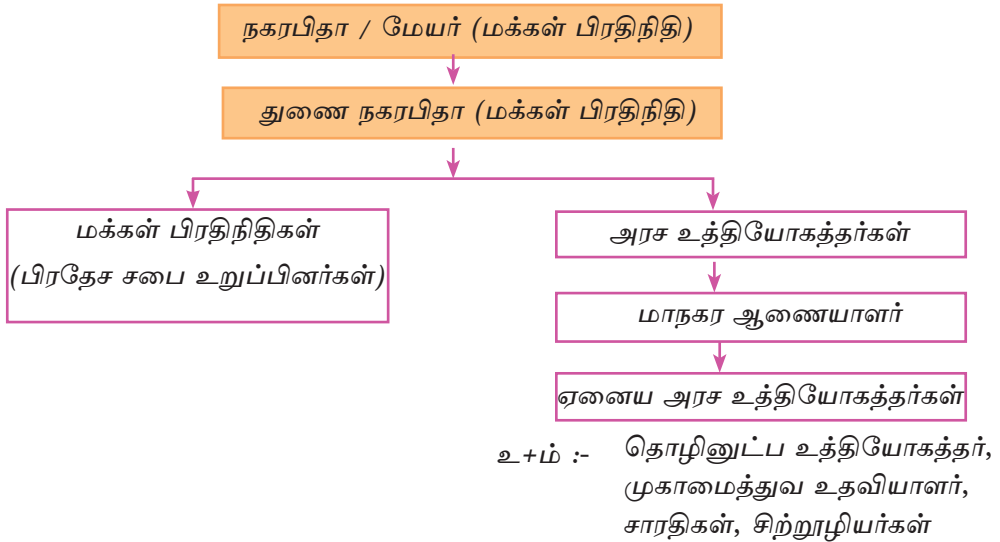 நகரபிதா / மேயர் (மக்கள் பிரதிநிதி)
துணை நகரபிதா (மக்கள் பிரதிநிதி)
மக்கள் பிரதிநிதிகள்
(பிரதேச சபை உறுப்பினர்கள்)
அரச உத்தியோகத்தர்கள்
மாநகர ஆணையாளர்
ஏனைய அரச உத்தியோகத்தர்கள்
உ+ம் :- தொழினுட்ப உத்தியோகத்தர்,
முகாமைத்துவ உதவியாளர்,
சாரதிகள், சிற்றூழியர்கள்